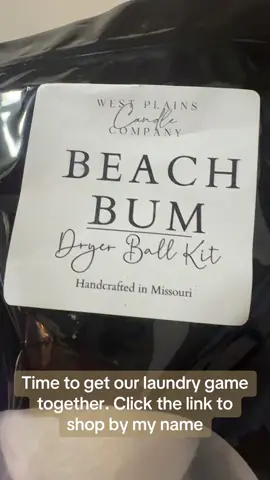 WEST PLAINS
Candle
COMPANY
BEACH
BUM
Dryer Ball Kit
Handcrafted in Missouri
Time to get our laundry game
together. Click the link to
shop by my name